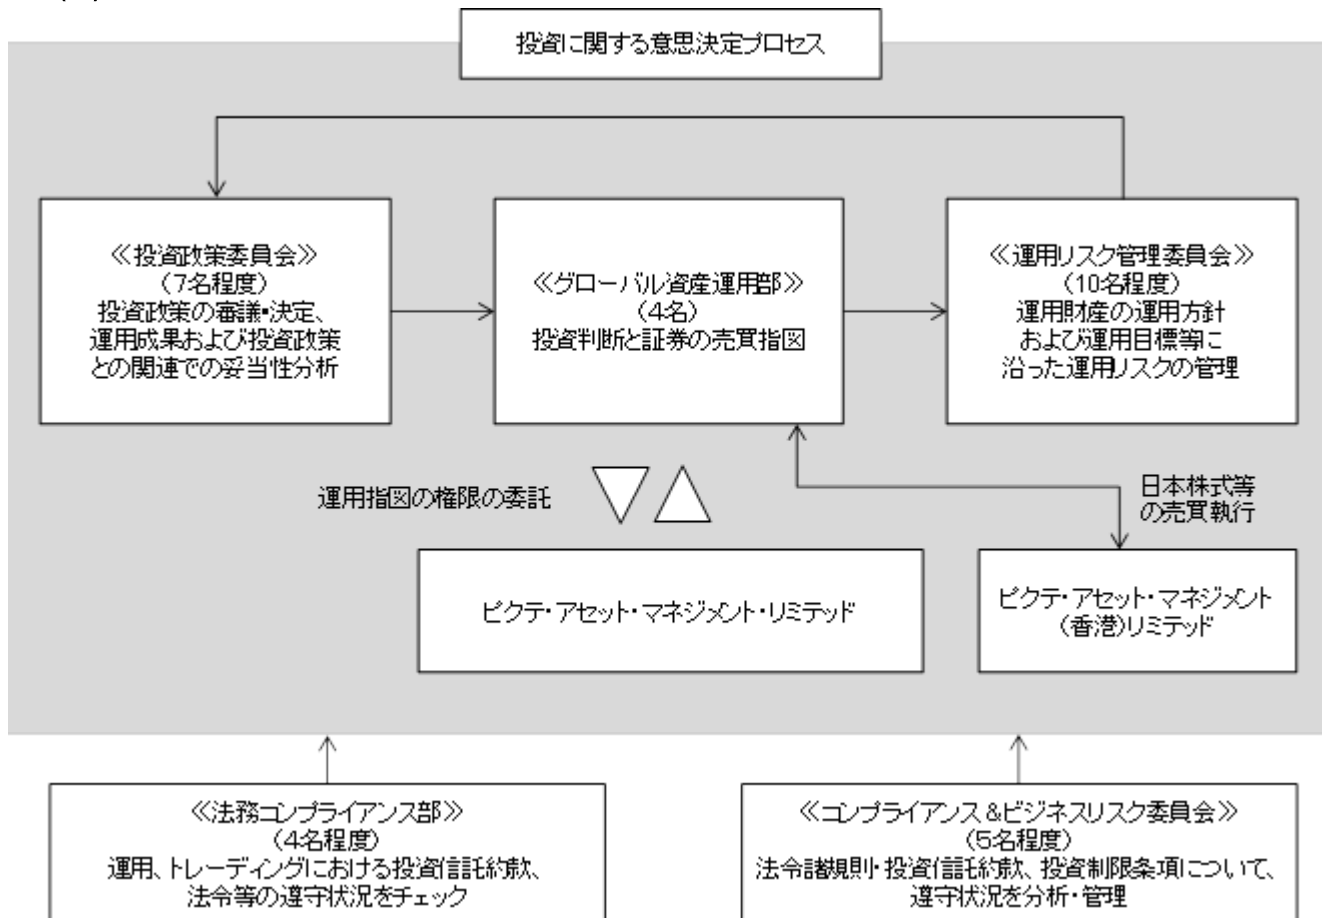 投資に関する意思決定プロセス
≪投資政策委員会≫
(7名程度)
投資政策の審議・決定、
運用成果および投資政策
との関連での妥当性分析
≪グローバル資産運用部≫
(4名)
投資判断と証券の売買指図
≪運用リスク管理委員会≫
(10名程度)
運用財産の運用方針
および運用目標等に
沿った運用リスクの管理
運用指図の権限の委託
日本株式等
の売買執行
ピクテ・アセット・マネジメント・リミテッド
ピクテ・アセット・マネジメント
(香港)リミテッド
≪法務コンプライアンス部≫
(4名程度)
運用、トレーディングにおける投資信託約款、
法令等の遵守状況をチェック
≪コンプライアンス&ビジネスリスク委員会≫
(5名程度)
法令諸規則・投資信託約款、投資制限条項について、
遵守状況を分析・管理